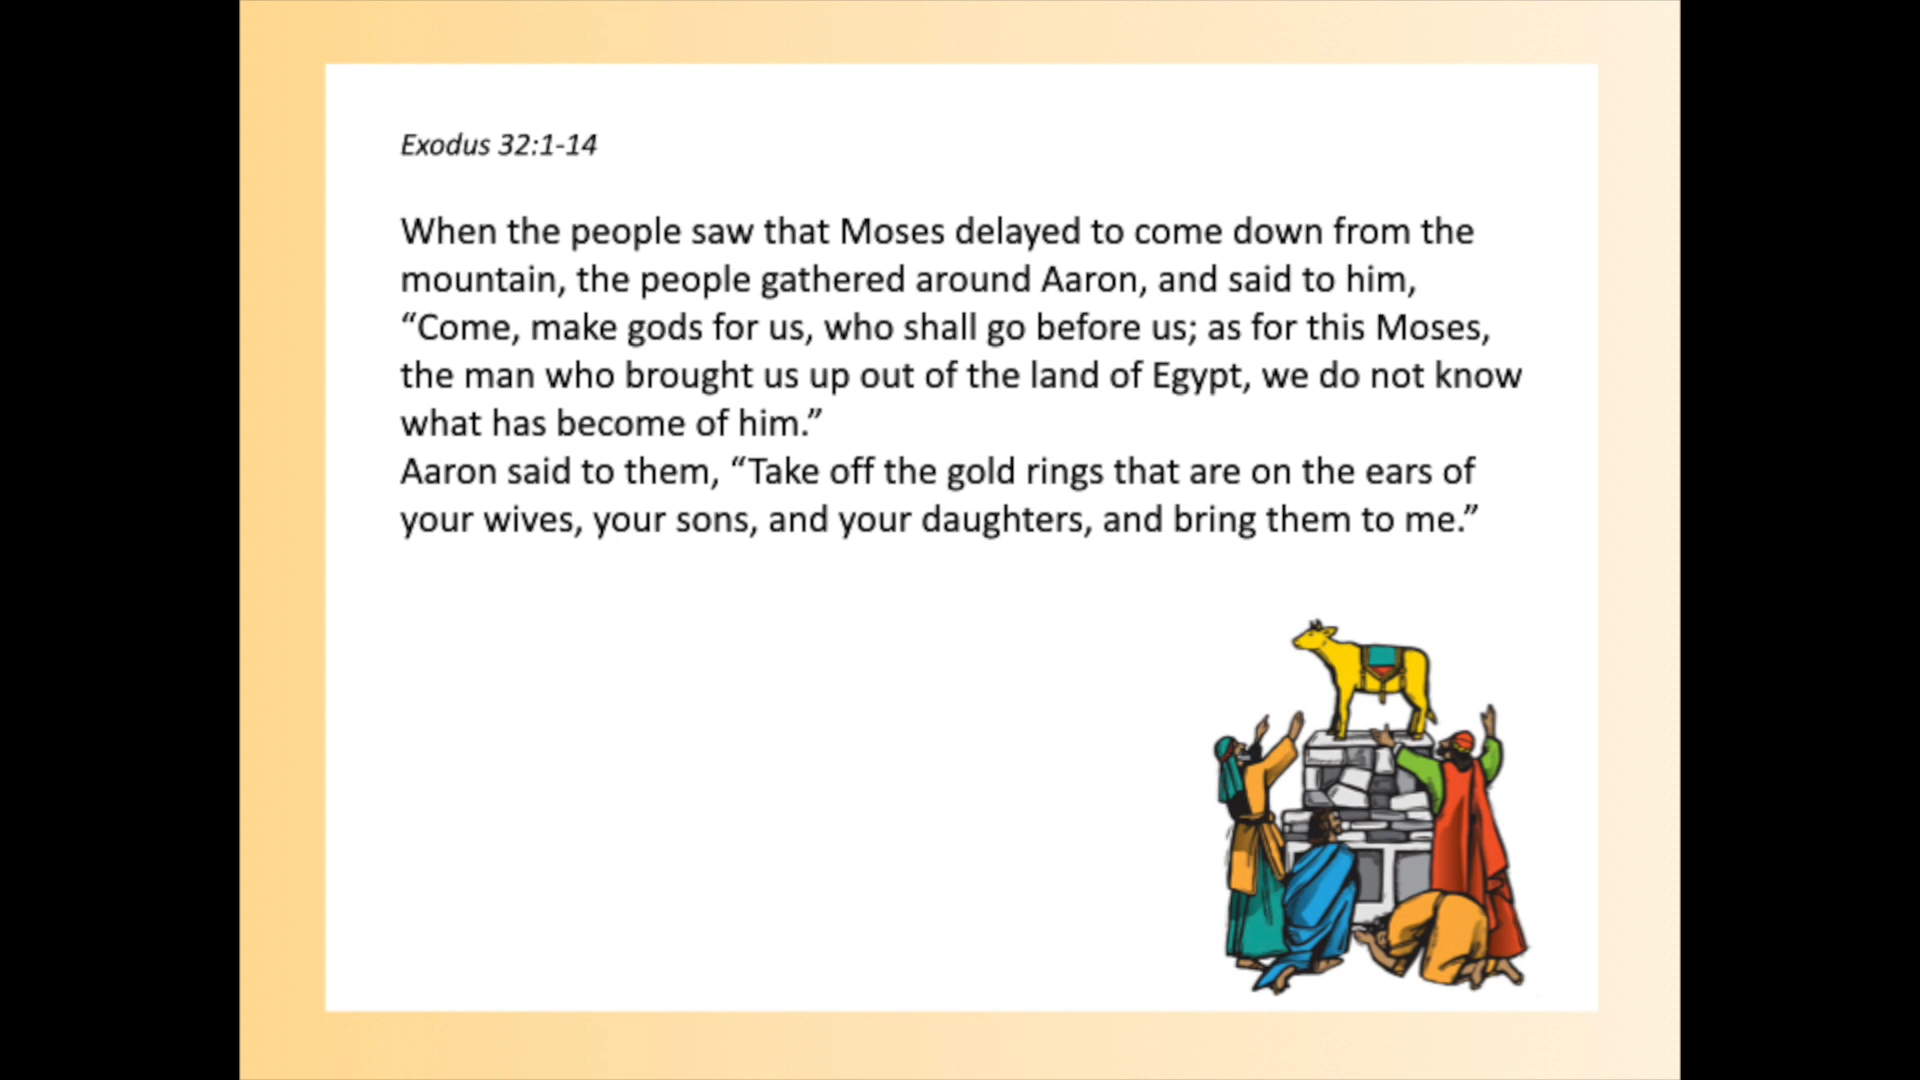 Exodus 32:1-14
When the people saw that Moses delayed to come down from the
mountain, the people gathered around Aaron, and said to him,
“Come, make gods for us, who shall go before us; as for this Moses,
the man who brought us up out of the land of Egypt, we do not know
what has become of him.”
Aaron said to them, “Take off the gold rings that are on the ears of
your wives, your sons, and your daughters, and bring them to me.”